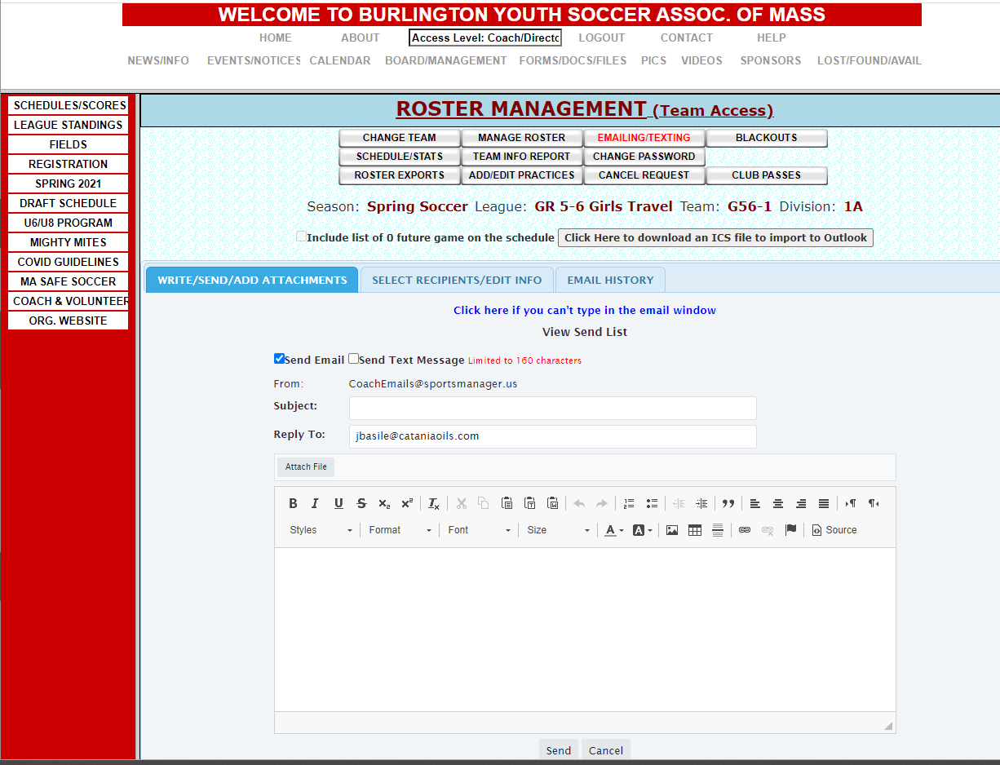 WELCOME TO BURLINGTON YOUTH SOCCER ASSOC. OF MASS
HOME ABOUT Access Level: Coach/Directo LOGOUT CONTACT HELP
NEWS/INFO EVENTS/NOTICES CALENDAR BOARD/MANAGEMENT FORMS/DOCS/FILES PICS VIDEOS SPONSORS LOST/FOUND/AVAIL
SCHEDULES/SCORES
LEAGUE STANDINGS
FIELDS
REGISTRATION
SPRING 2021
DRAFT SCHEDULE
U6/U8 PROGRAM
MIGHTY MITES
COVID GUIDELINES
MA SAFE SOCCER
COACH & VOLUNTEER
ORG. WEBSITE
ROSTER MANAGEMENT (Team Access)
CHANGE TEAM MANAGE ROSTER EMAILING/TEXTING BLACKOUTS
SCHEDULE/STATS TEAM INFO REPORT CHANGE PASSWORD
ROSTER EXPORTS ADD/EDIT PRACTICES CANCEL REQUEST CLUB PASSES
Season: Spring Soccer League: GR 5-6 Girls Travel Team: G56-1 Division: 1A
Include list of 0 future game on the schedule Click Here to download an ICS file to import to Outlook
WRITE/SEND/ADD ATTACHMENTS SELECT RECIPIENTS/EDIT INFO EMAIL HISTORY
Click here if you can't type in the email window
View Send List
Send Email Send Text Message Limited to 160 characters
From: CoachEmails@sportsmanager.us
Subject:
Reply To: jbasile@cataniaoils.com
Attach File
B I U S x₂ x² Tx
Styles Format Font Size A A Source
Send Cancel